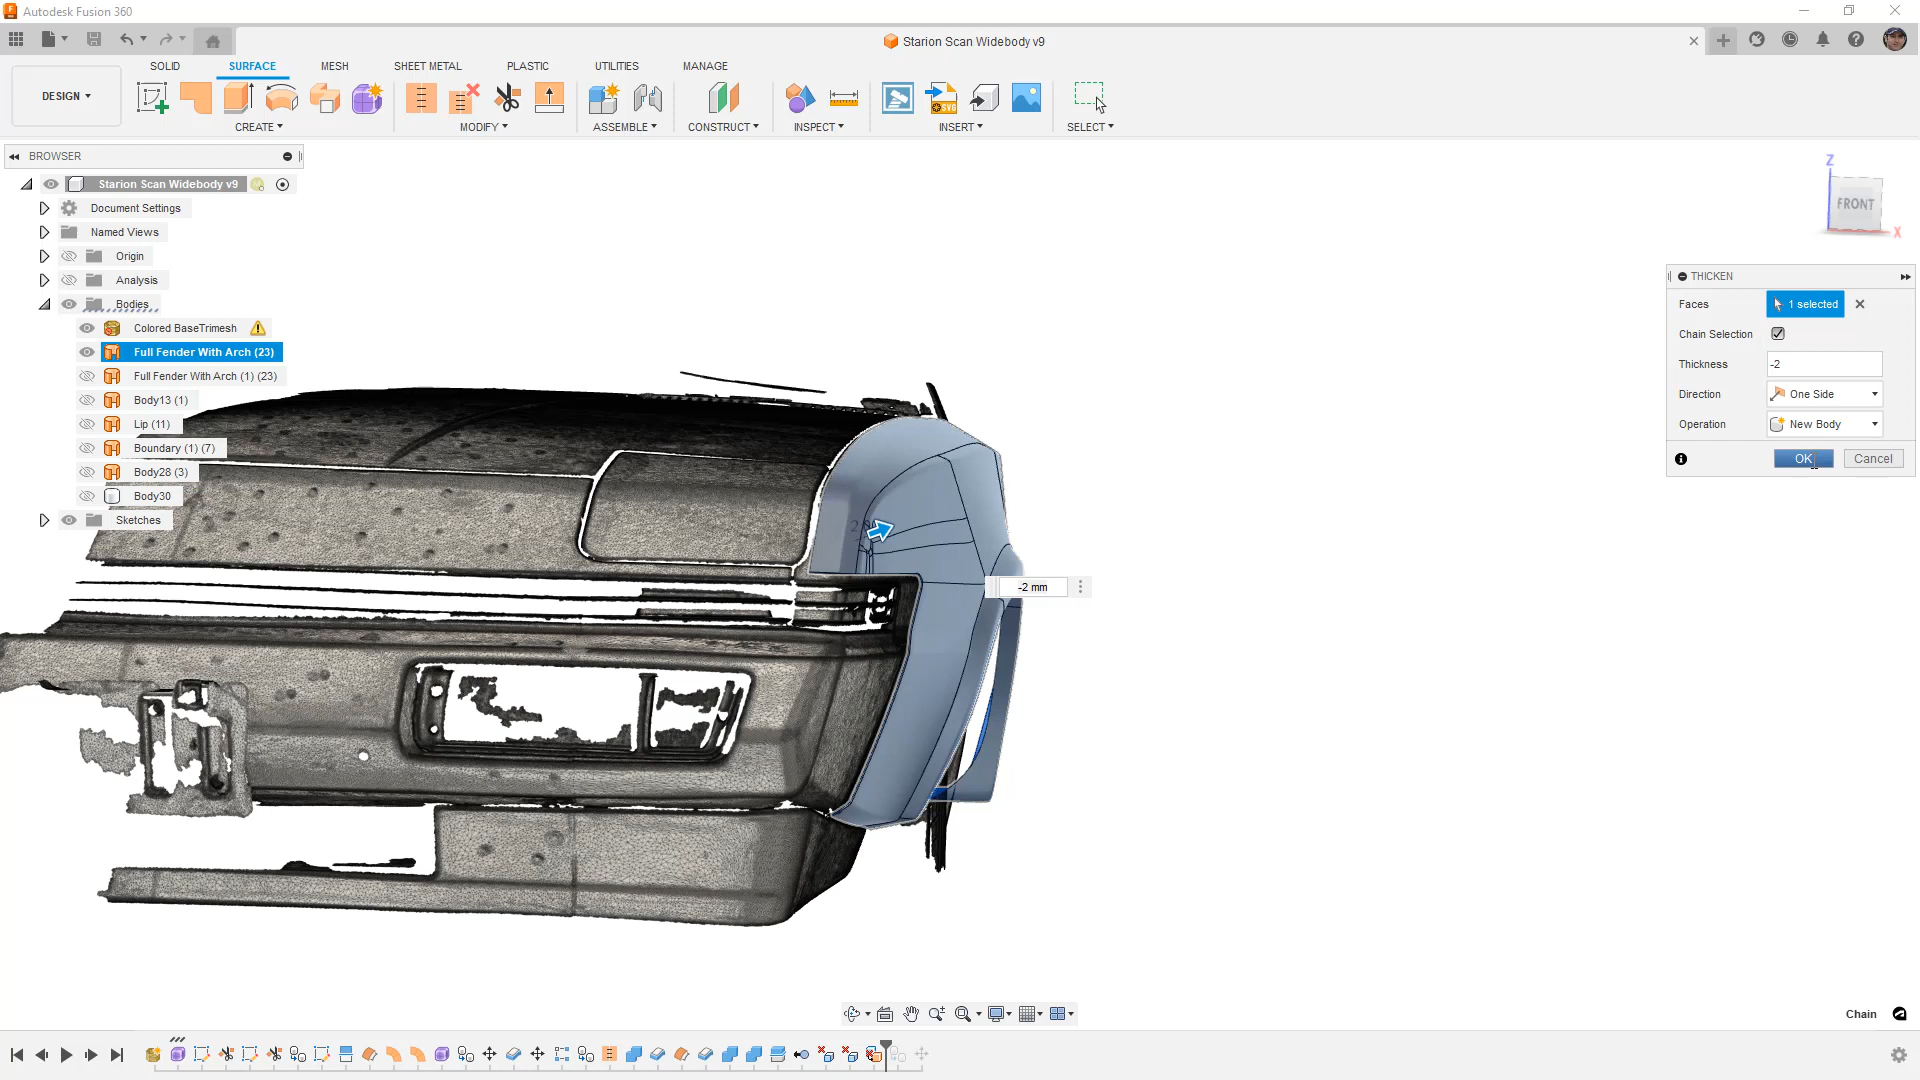 Autodesk Fusion 360
Starion Scan Widebody v9
SOLID SURFACE MESH SHEET METAL PLASTIC UTILITIES MANAGE
DESIGN
CREATE MODIFY ASSEMBLE CONSTRUCT INSPECT INSERT SELECT
SVG
BROWSER
Starion Scan Widebody v9
Document Settings
Named Views
Origin
Analysis
Bodies
Colored BaseTrimesh
Full Fender With Arch (23)
Full Fender With Arch (1) (23)
Body13 (1)
Lip (11)
Boundary (1) (7)
Body28 (3)
Body30
Sketches
Z
FRONT
X
THICKEN
Faces 1 selected
Chain Selection
Thickness -2
Direction One Side
Operation New Body
OK Cancel
-2 mm
Chain